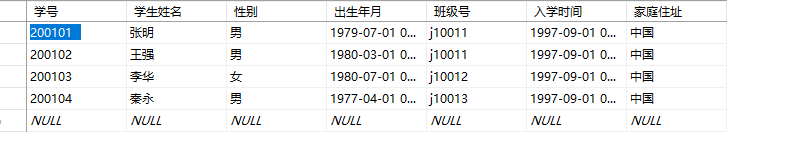 学号 学生姓名 性别 出生年月 班级号 入学时间 家庭住址
200101 张明 男 1979-07-01 0... j10011 1997-09-01 0... 中国
200102 王强 男 1980-03-01 0... j10011 1997-09-01 0... 中国
200103 李华 女 1980-07-01 0... j10012 1997-09-01 0... 中国
200104 秦永 男 1977-04-01 0... j10013 1997-09-01 0... 中国
NULL NULL NULL NULL NULL NULL NULL